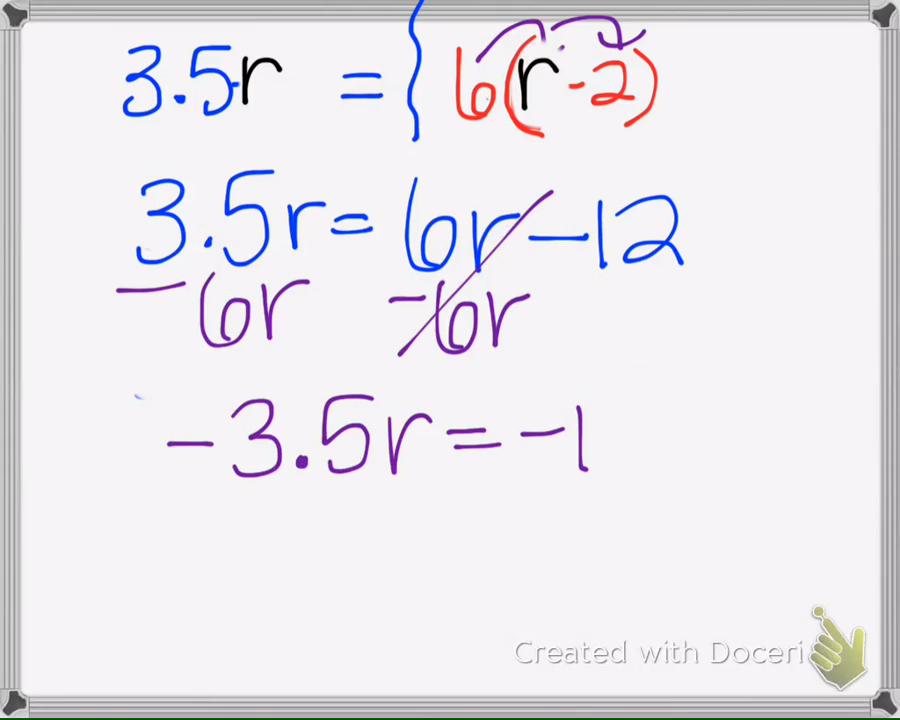 3.5r = { 6(r-2)
3.5r = 6r - 12
-6r -6r
-3.5r = -1
Created with Doceri